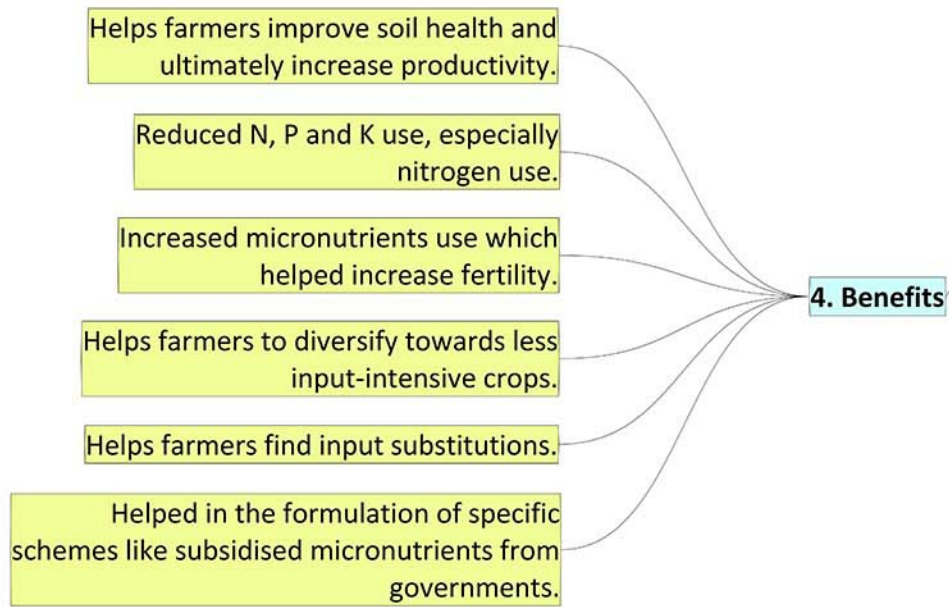 Helps farmers improve soil health and
ultimately increase productivity.
Reduced N, P and K use, especially
nitrogen use.
Increased micronutrients use which
helped increase fertility.
4. Benefits
Helps farmers to diversify towards less
input-intensive crops.
Helps farmers find input substitutions.
Helped in the formulation of specific
schemes like subsidised micronutrients from
governments.